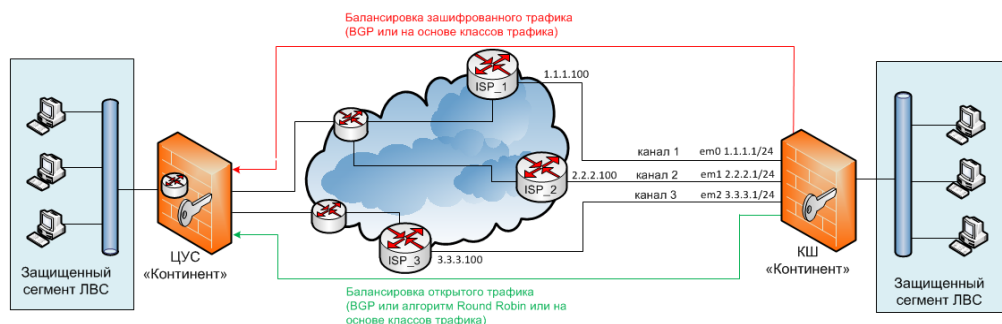 Балансировка зашифрованного трафика
(BGP или на основе классов трафика)
ISP_1
1.1.1.100
канал 1 em0 1.1.1.1/24
ISP_2
2.2.2.100
канал 2 em1 2.2.2.1/24
канал 3 em2 3.3.3.1/24
ISP_3
3.3.3.100
Защищенный
сегмент ЛВС
ЦУС
«Континент»
КШ
«Континент»
Защищенный
сегмент ЛВС
Балансировка открытого трафика
(BGP или алгоритм Round Robin или на
основе классов трафика)